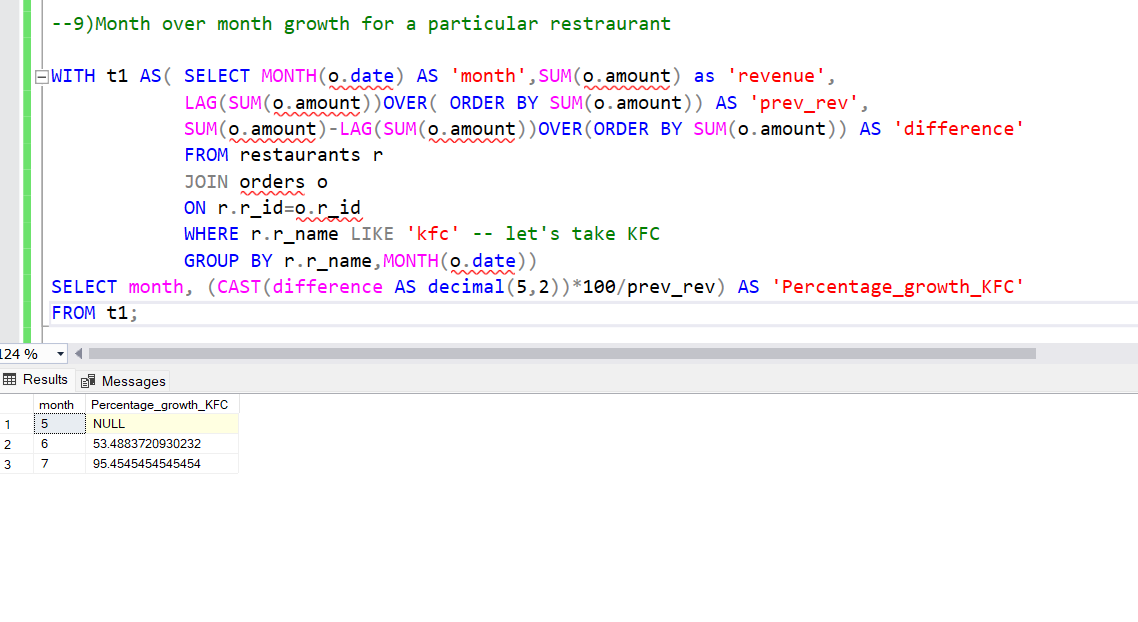 --9)Month over month growth for a particular restraurant
WITH t1 AS( SELECT MONTH(o.date) AS 'month',SUM(o.amount) as 'revenue',
LAG(SUM(o.amount))OVER( ORDER BY SUM(o.amount)) AS 'prev_rev',
SUM(o.amount)-LAG(SUM(o.amount))OVER(ORDER BY SUM(o.amount)) AS 'difference'
FROM restaurants r
JOIN orders o
ON r.r_id=o.r_id
WHERE r.r_name LIKE 'kfc' -- let's take KFC
GROUP BY r.r_name,MONTH(o.date))
SELECT month, (CAST(difference AS decimal(5,2))*100/prev_rev) AS 'Percentage_growth_KFC'
FROM t1;
124 %
Results Messages
month Percentage_growth_KFC
1 5 NULL
2 6 53.4883720930232
3 7 95.4545454545454